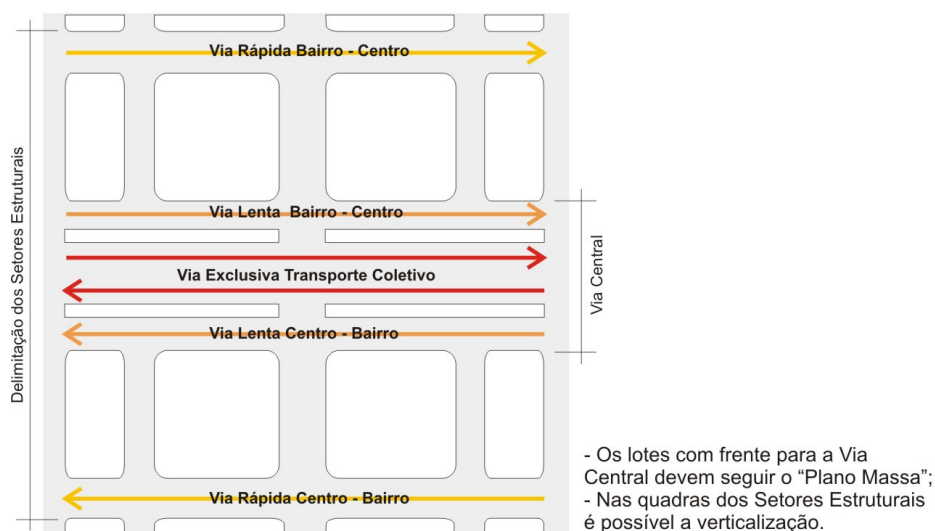 Via Rápida Bairro - Centro
Delimitação dos Setores Estruturais
Via Lenta Bairro - Centro
Via Exclusiva Transporte Coletivo
Via Central
Via Lenta Centro - Bairro
Via Rápida Centro - Bairro
- Os lotes com frente para a Via
Central devem seguir o “Plano Massa”;
- Nas quadras dos Setores Estruturais
é possível a verticalização.